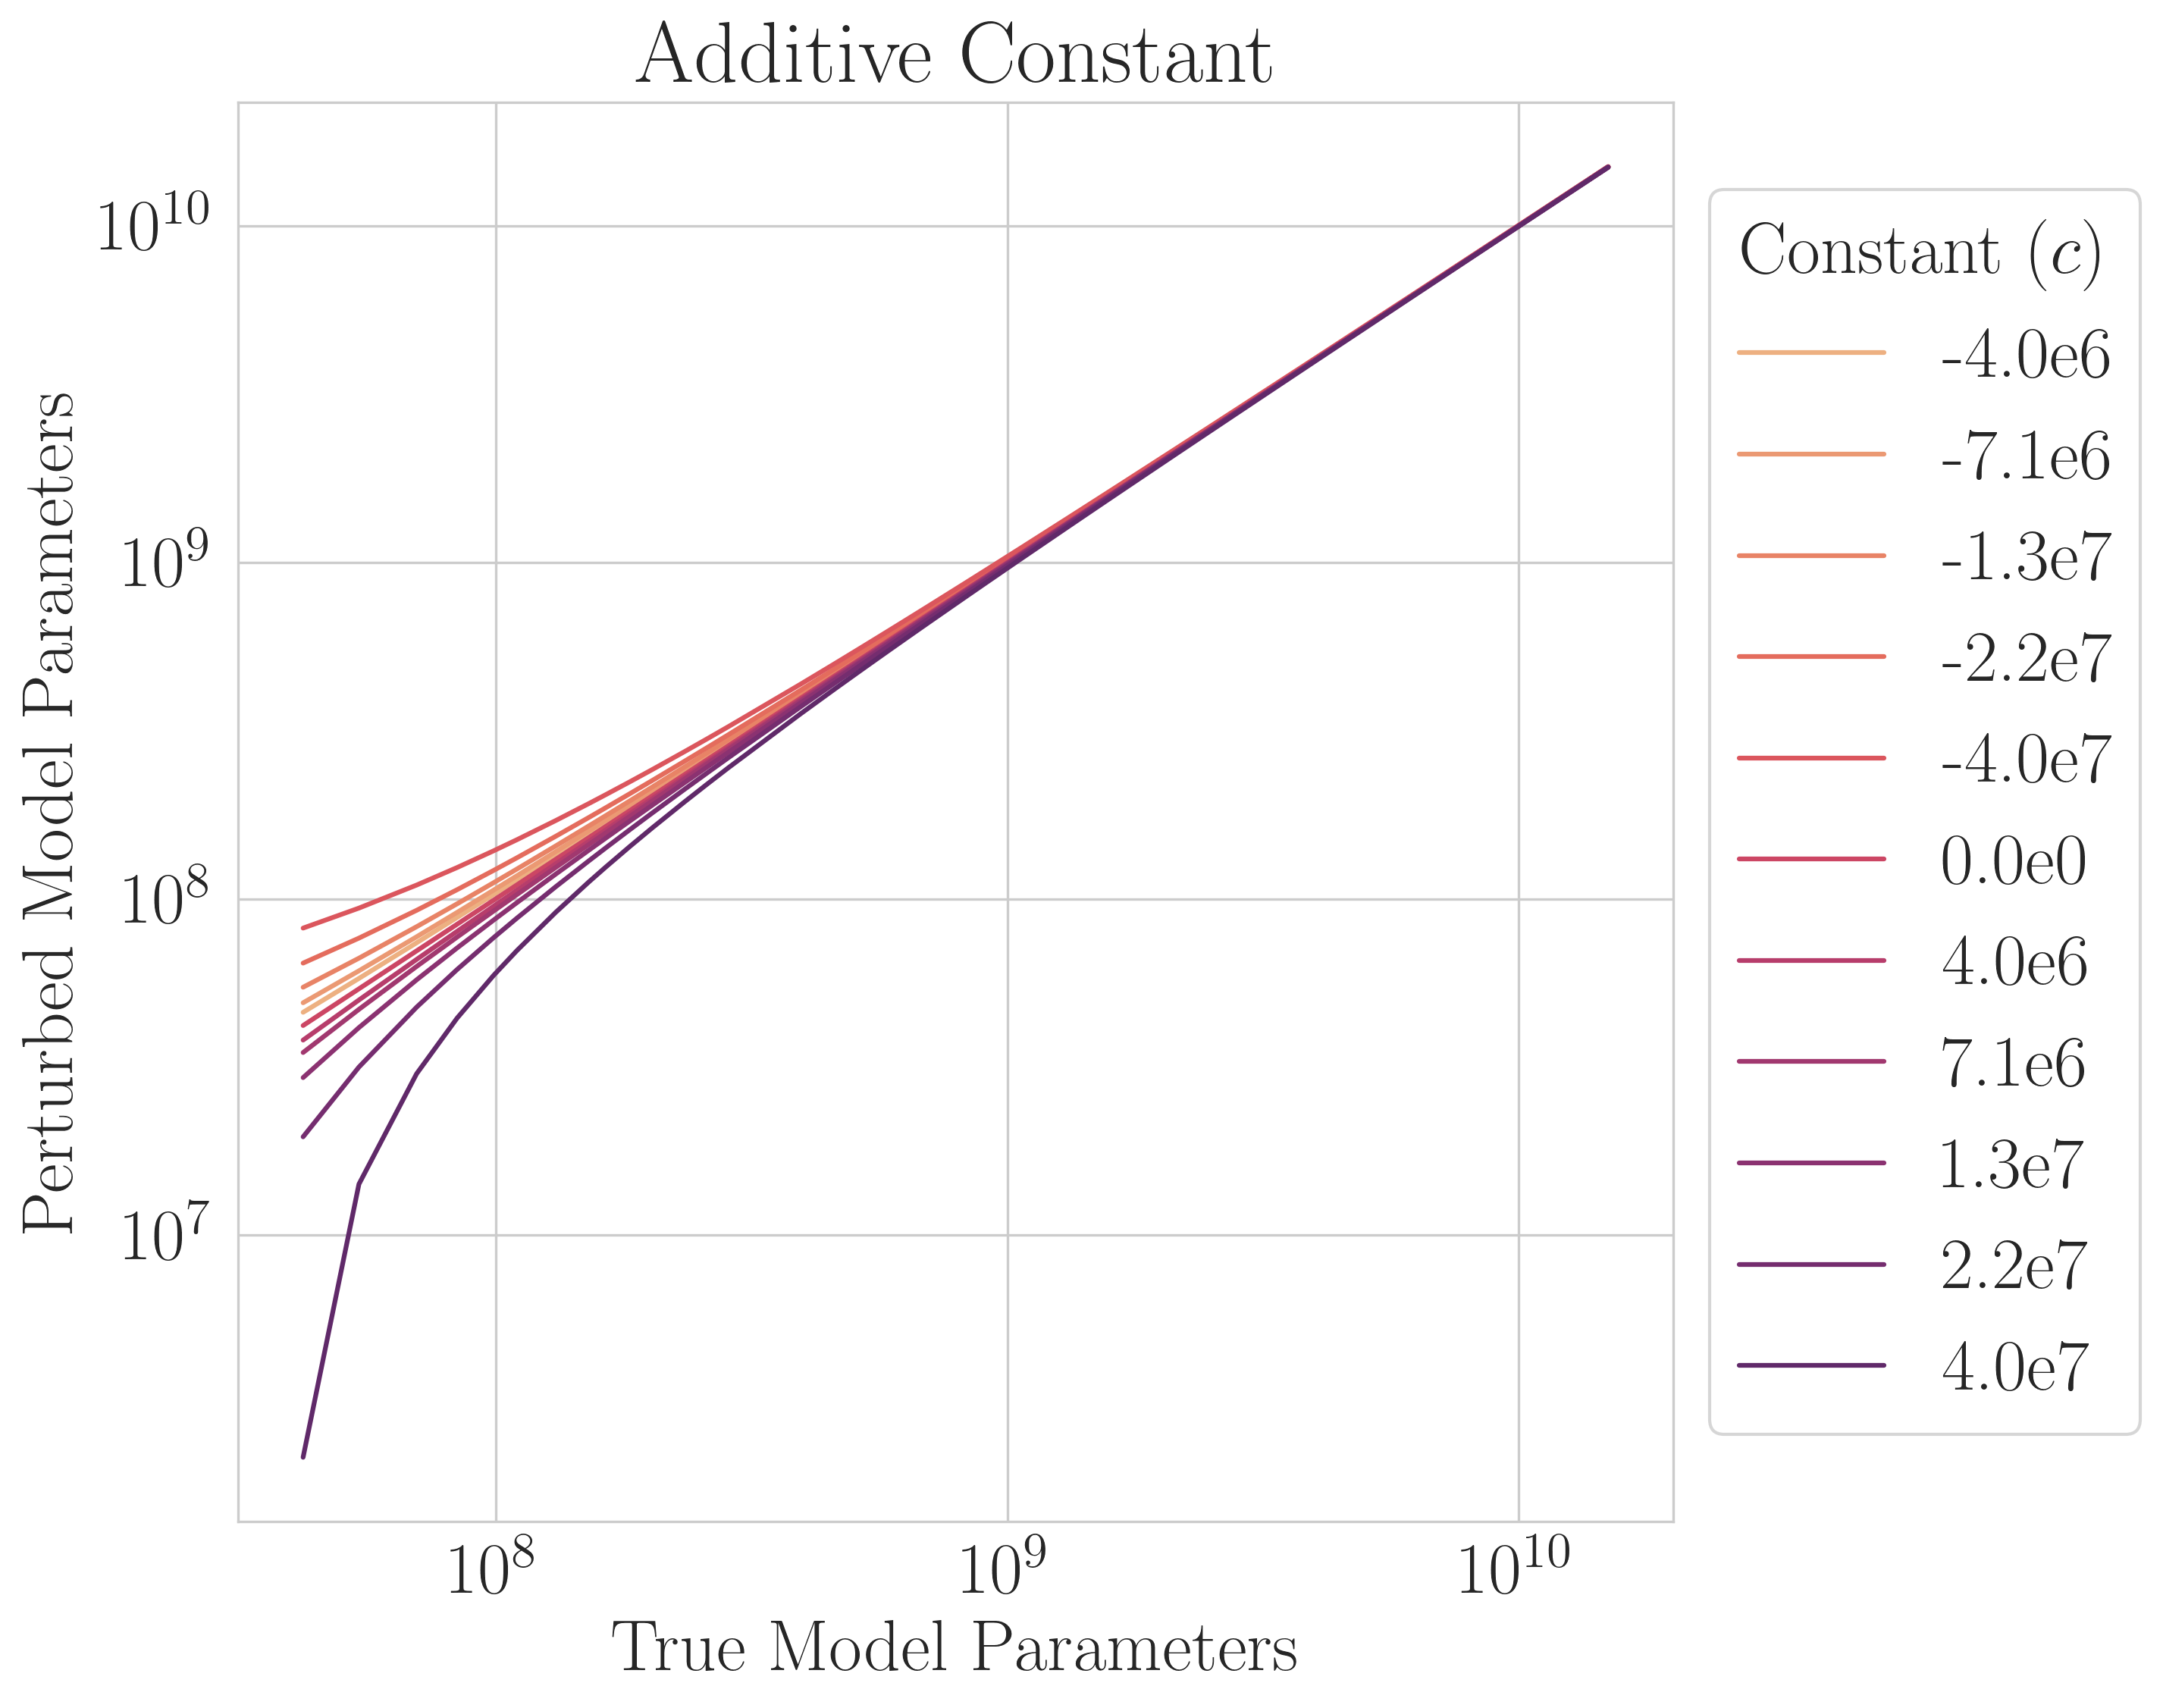 Additive Constant
Perturbed Model Parameters
10^10
10^9
10^8
10^7
10^8
10^9
10^10
True Model Parameters
Constant (c)
-4.0e6
-7.1e6
-1.3e7
-2.2e7
-4.0e7
0.0e0
4.0e6
7.1e6
1.3e7
2.2e7
4.0e7